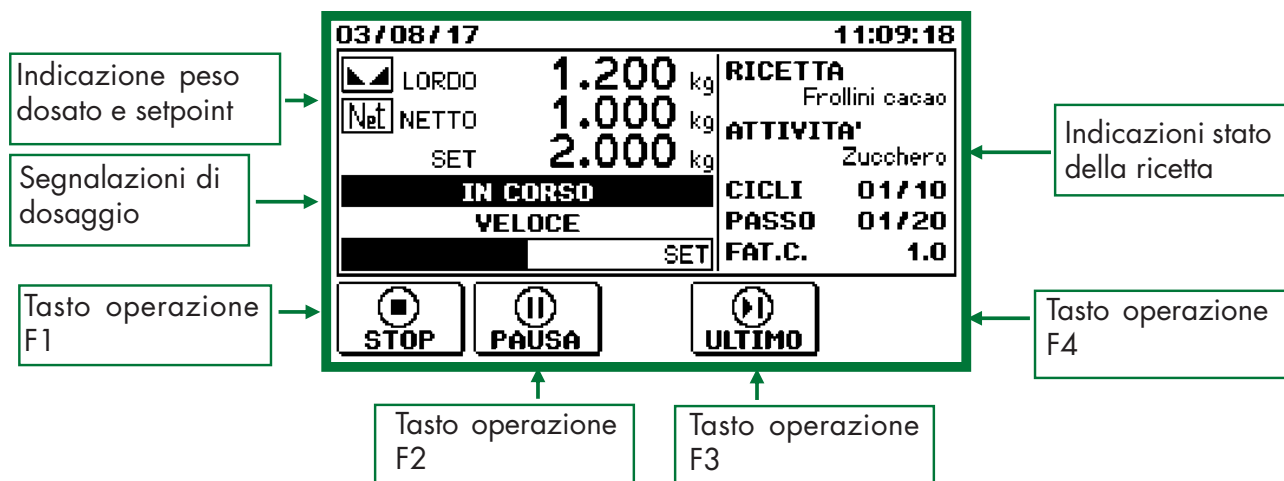 03/08/17 11:09:18
Indicazione peso
dosato e setpoint
LORDO 1.200 kg
Net NETTO 1.000 kg
SET 2.000 kg
RICETTA
Frollini cacao
ATTIVITA'
Zucchero
CICLI 01/10
PASSO 01/20
FAT.C. 1.0
Indicazioni stato
della ricetta
Segnalazioni di
dosaggio
IN CORSO
VELOCE
SET
Tasto operazione
F1
STOP
PAUSA
ULTIMO
Tasto operazione
F4
Tasto operazione
F2
Tasto operazione
F3